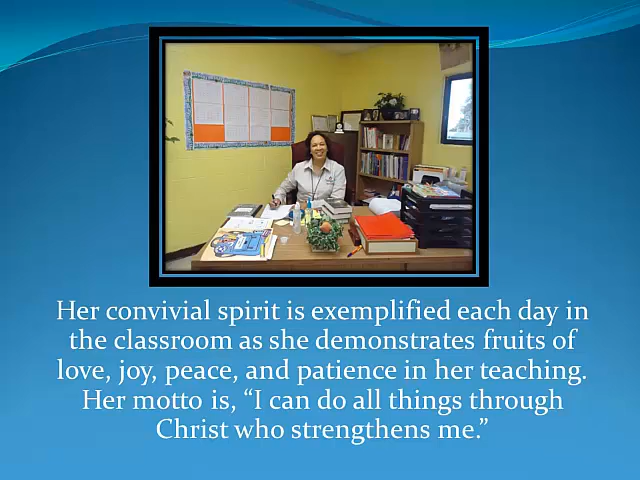 Her convivial spirit is exemplified each day in
the classroom as she demonstrates fruits of
love, joy, peace, and patience in her teaching.
Her motto is, “I can do all things through
Christ who strengthens me.”